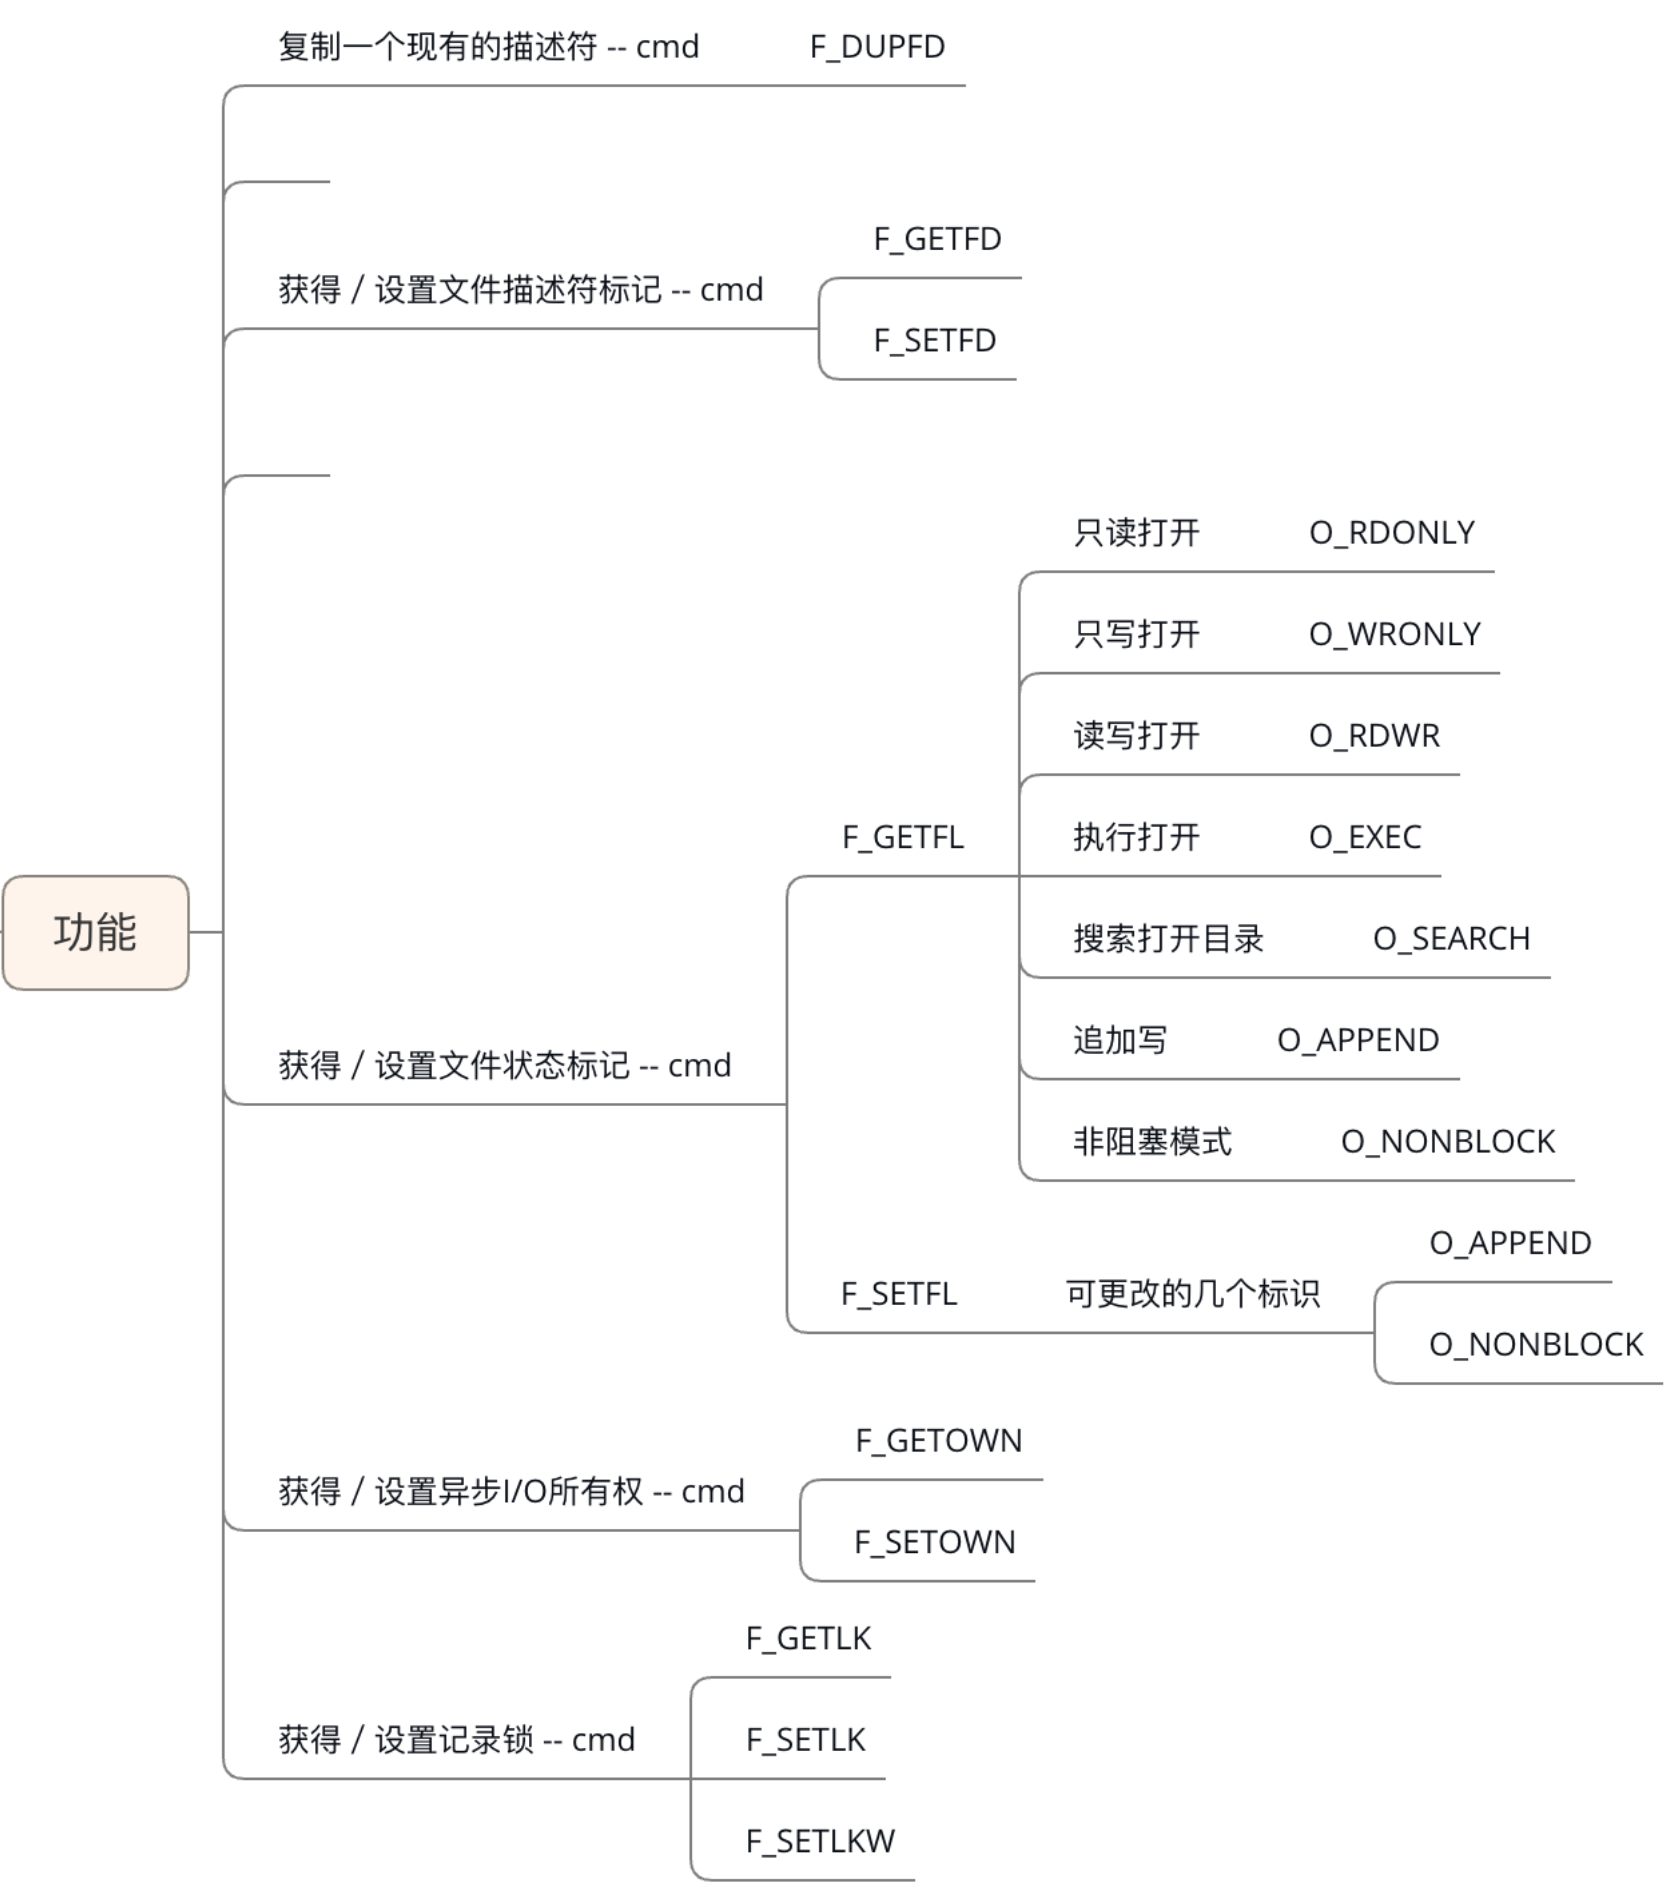 复制一个现有的描述符 -- cmd F_DUPFD
获得 / 设置文件描述符标记 -- cmd
F_GETFD
F_SETFD
功能
获得 / 设置文件状态标记 -- cmd
F_GETFL
只读打开 O_RDONLY
只写打开 O_WRONLY
读写打开 O_RDWR
执行打开 O_EXEC
搜索打开目录 O_SEARCH
追加写 O_APPEND
非阻塞模式 O_NONBLOCK
F_SETFL 可更改的几个标识
O_APPEND
O_NONBLOCK
获得 / 设置异步I/O所有权 -- cmd
F_GETOWN
F_SETOWN
获得 / 设置记录锁 -- cmd
F_GETLK
F_SETLK
F_SETLKW